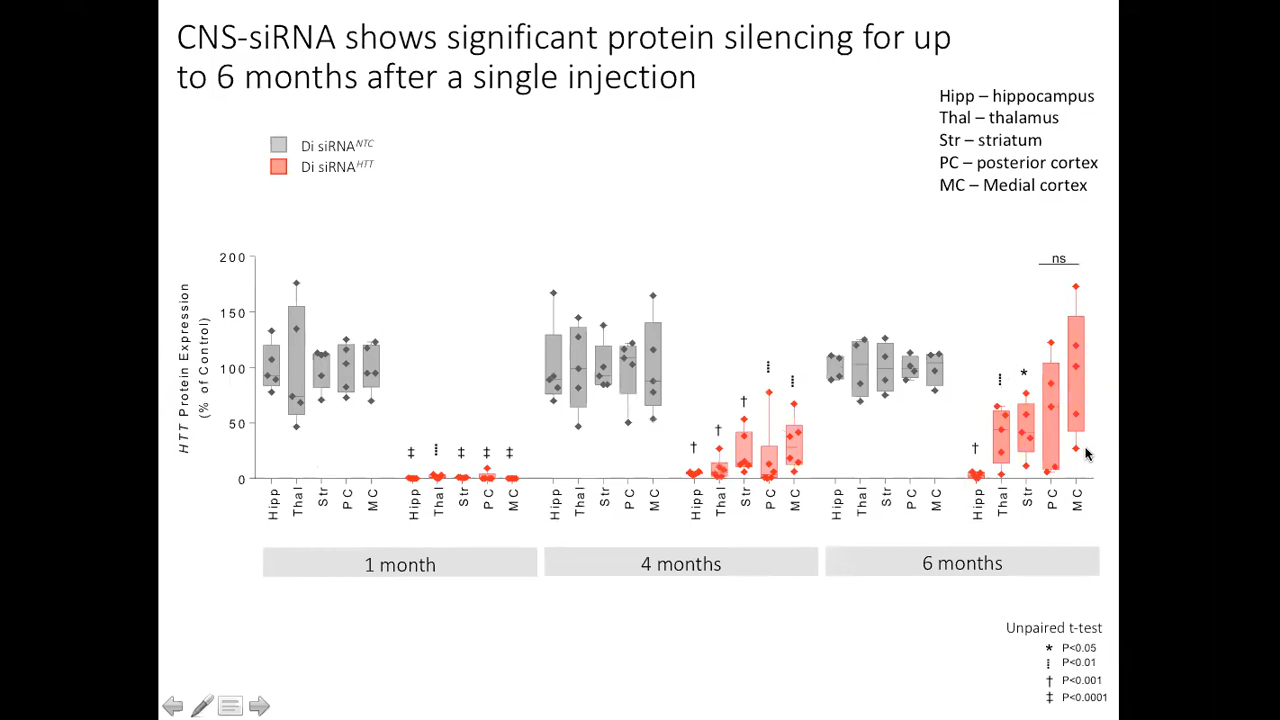 CNS-siRNA shows significant protein silencing for up
to 6 months after a single injection
Hipp – hippocampus
Thal – thalamus
Str – striatum
PC – posterior cortex
MC – Medial cortex
Di siRNA^NTC
Di siRNA^HTT
HTT Protein Expression
(% of Control)
200
150
100
50
0
ns
‡ ⁞ ‡ ‡ ‡
† † † ⁞ ⁞
† ⁞ *
Hipp Thal Str PC MC Hipp Thal Str PC MC
Hipp Thal Str PC MC Hipp Thal Str PC MC
Hipp Thal Str PC MC Hipp Thal Str PC MC
1 month
4 months
6 months
Unpaired t-test
* P<0.05
⁞ P<0.01
† P<0.001
‡ P<0.0001